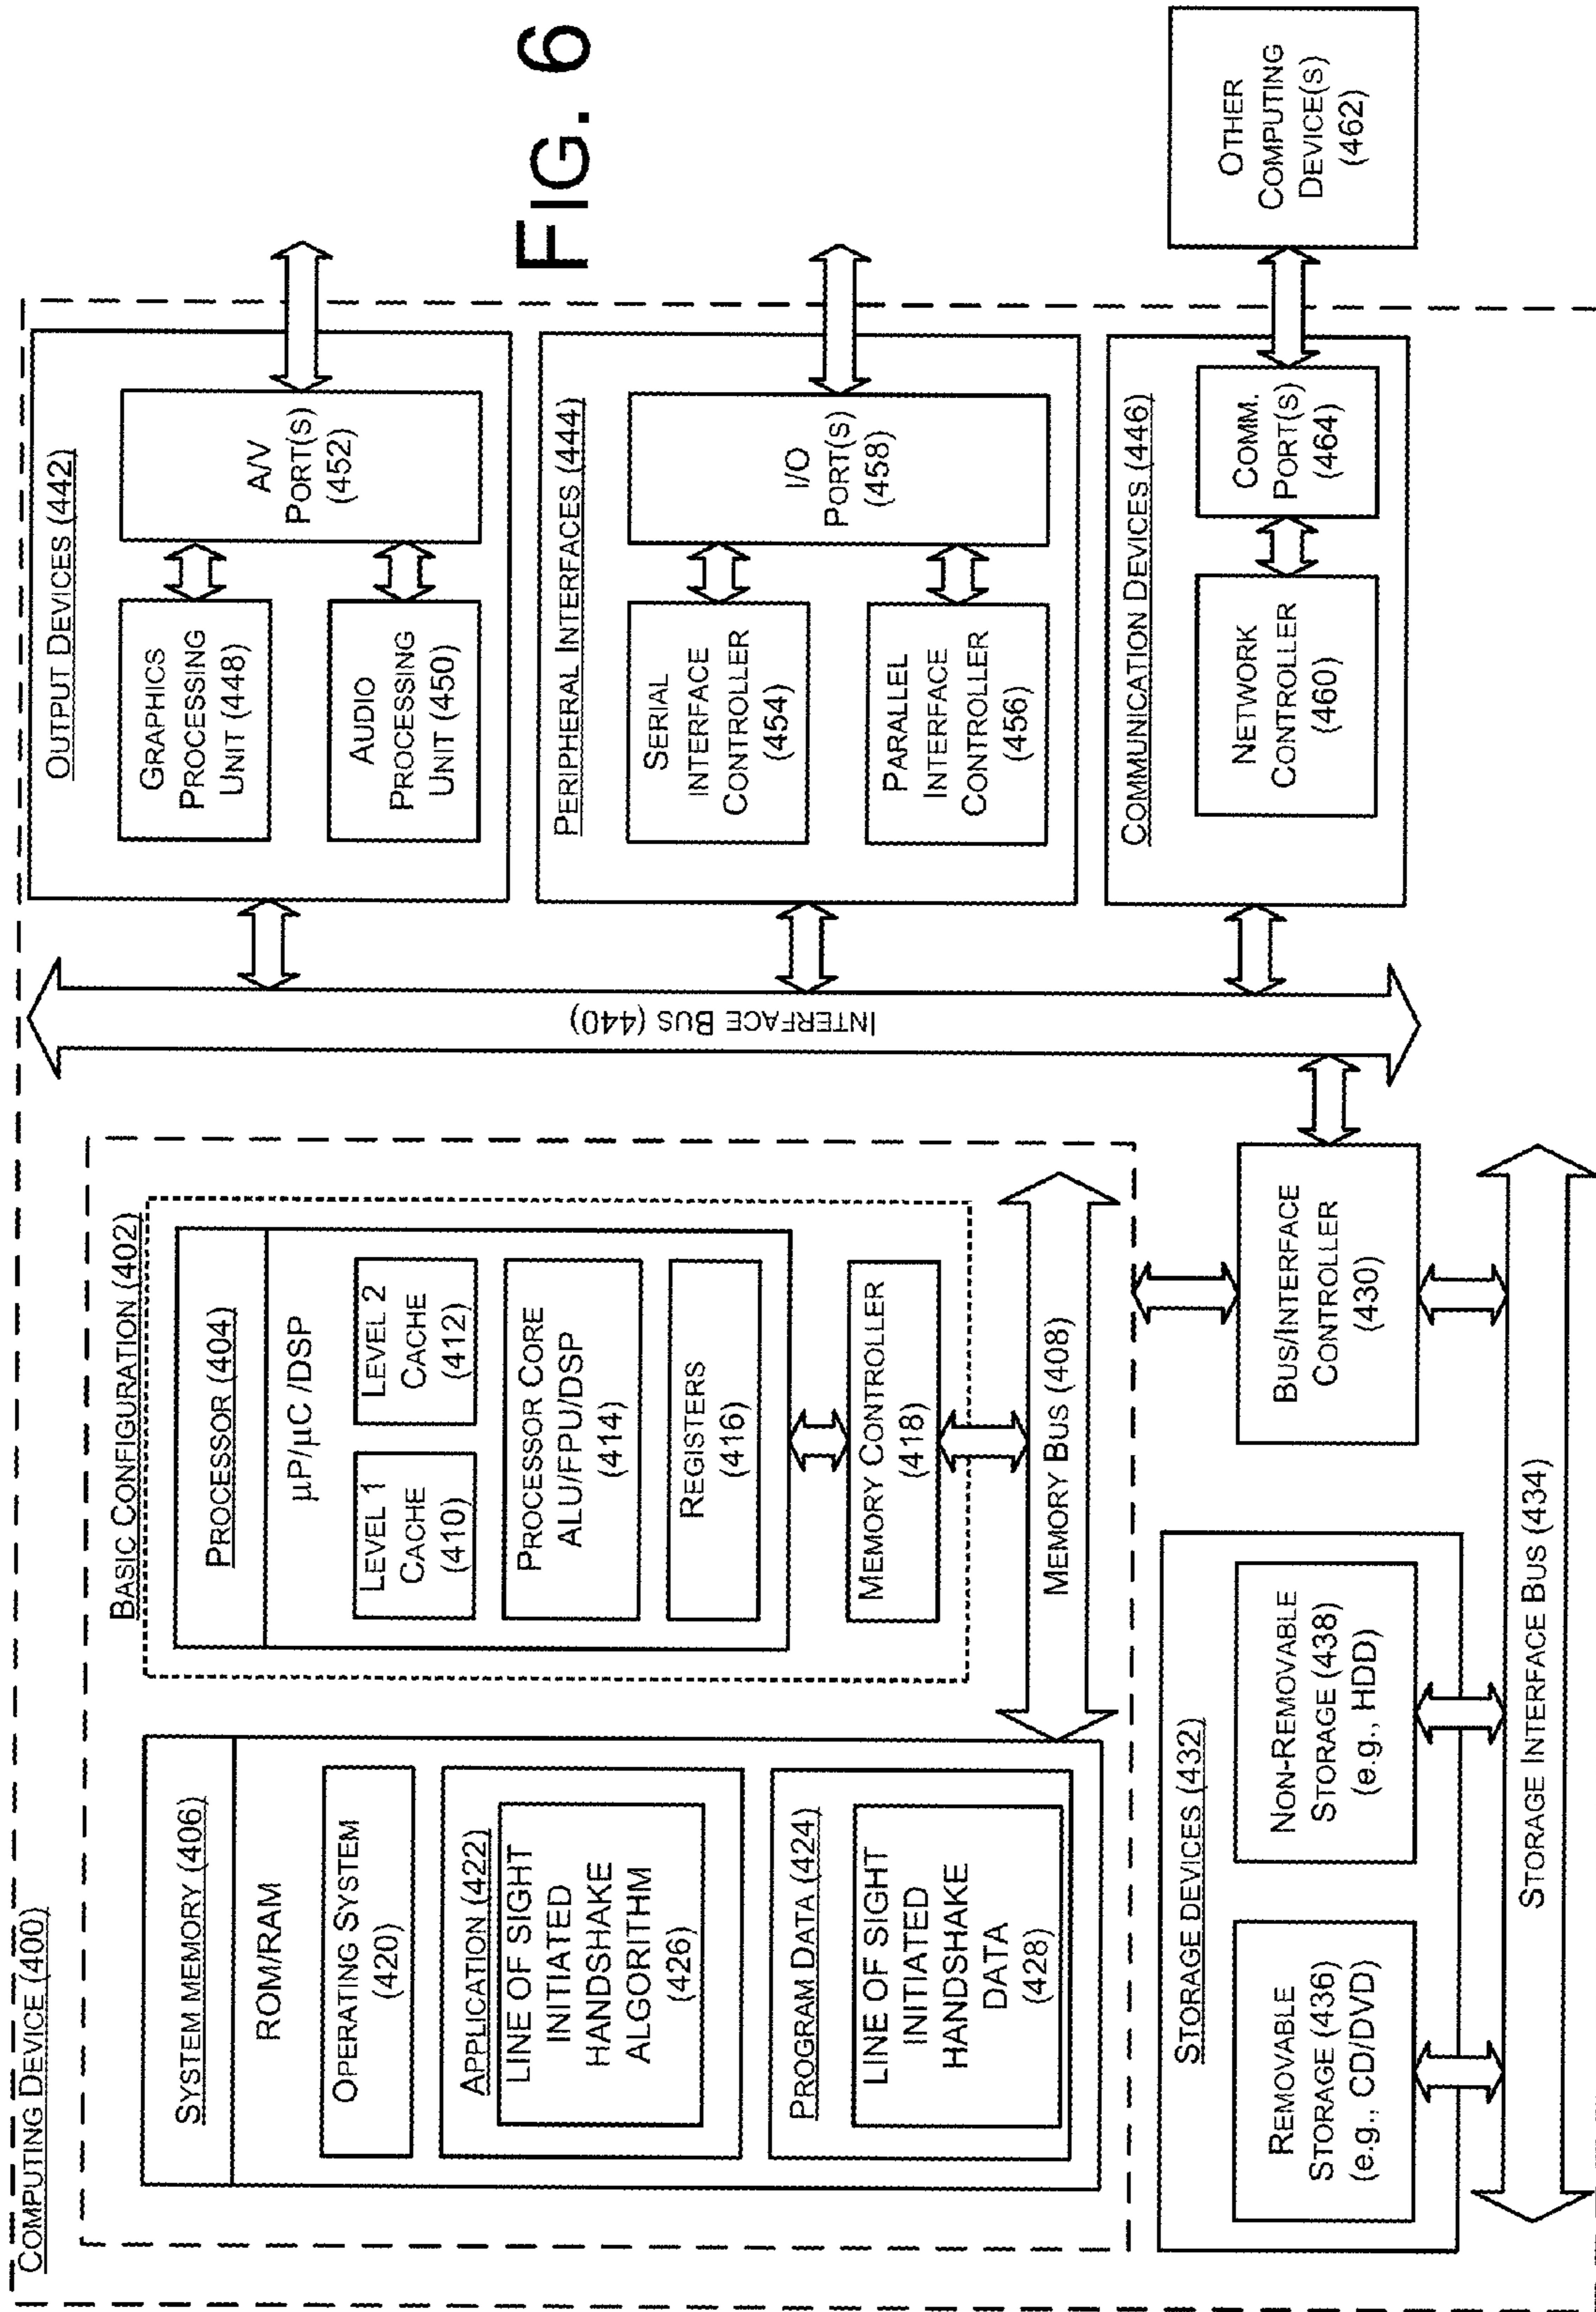 COMPUTING DEVICE (400)
BASIC CONFIGURATION (402)
SYSTEM MEMORY (406)
ROM/RAM
OPERATING SYSTEM
(420)
APPLICATION (422)
LINE OF SIGHT
INITIATED
HANDSHAKE
ALGORITHM
(426)
PROGRAM DATA (424)
LINE OF SIGHT
INITIATED
HANDSHAKE
DATA
(428)
PROCESSOR (404)
µP/µC /DSP
LEVEL 1
CACHE
(410)
LEVEL 2
CACHE
(412)
PROCESSOR CORE
ALU/FPU/DSP
(414)
REGISTERS
(416)
MEMORY CONTROLLER
(418)
MEMORY BUS (408)
STORAGE DEVICES (432)
REMOVABLE
STORAGE (436)
(e.g., CD/DVD)
NON-REMOVABLE
STORAGE (438)
(e.g., HDD)
BUS/INTERFACE
CONTROLLER
(430)
STORAGE INTERFACE BUS (434)
INTERFACE BUS (440)
OUTPUT DEVICES (442)
GRAPHICS
PROCESSING
UNIT (448)
AUDIO
PROCESSING
UNIT (450)
A/V
PORT(S)
(452)
PERIPHERAL INTERFACES (444)
SERIAL
INTERFACE
CONTROLLER
(454)
PARALLEL
INTERFACE
CONTROLLER
(456)
I/O
PORT(S)
(458)
COMMUNICATION DEVICES (446)
NETWORK
CONTROLLER
(460)
COMM.
PORT(S)
(464)
OTHER
COMPUTING
DEVICE(S)
(462)
FIG. 6